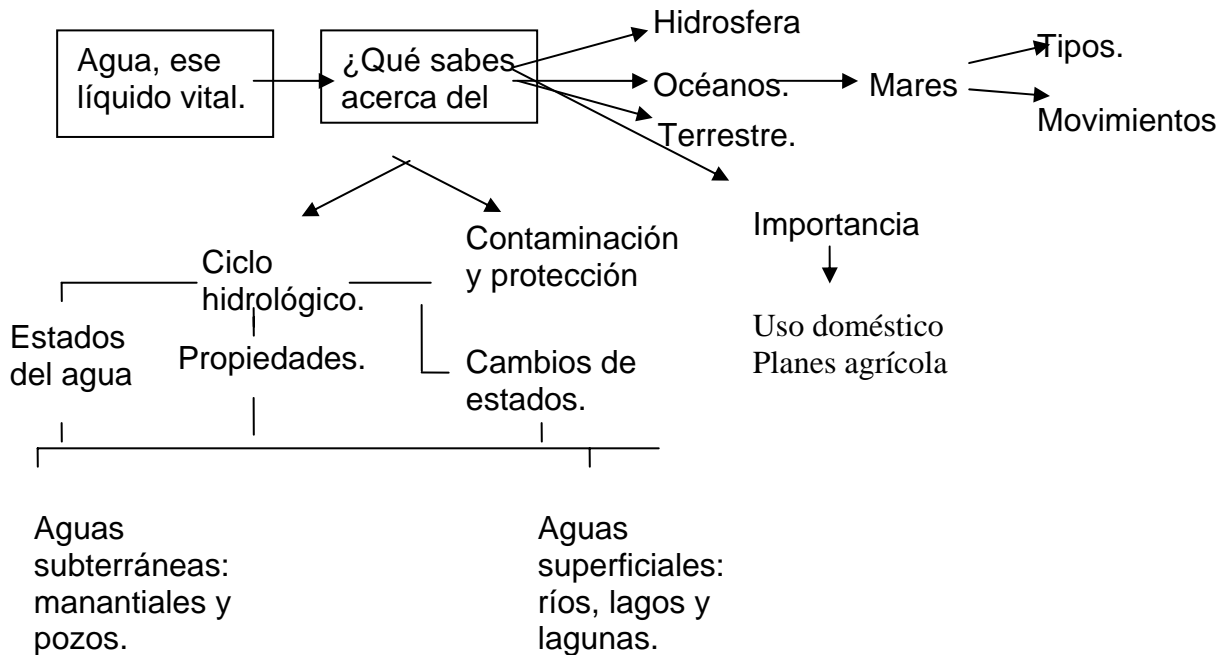 Agua, ese
líquido vital.
¿Qué sabes
acerca del
Hidrosfera
Océanos.
Terrestre.
Mares
Tipos.
Movimientos
Importancia
Uso doméstico
Planes agrícola
Contaminación
y protección
Ciclo
hidrológico.
Estados
del agua
Propiedades.
Cambios de
estados.
Aguas
subterráneas:
manantiales y
pozos.
Aguas
superficiales:
ríos, lagos y
lagunas.